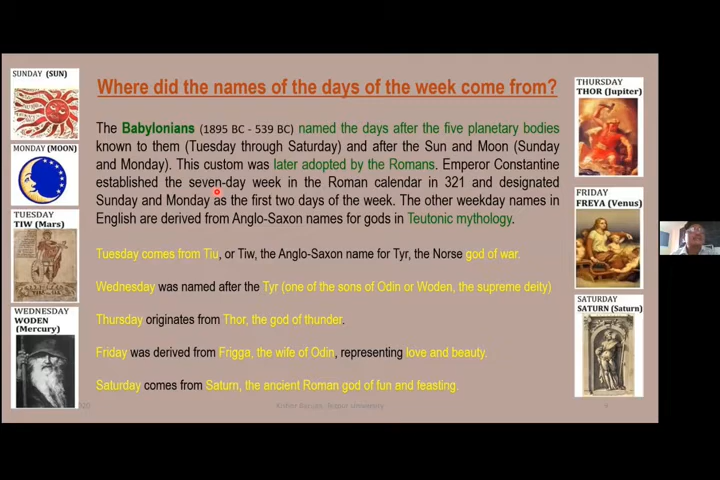 Where did the names of the days of the week come from?
The Babylonians (1895 BC - 539 BC) named the days after the five planetary bodies
known to them (Tuesday through Saturday) and after the Sun and Moon (Sunday
and Monday). This custom was later adopted by the Romans. Emperor Constantine
established the seven-day week in the Roman calendar in 321 and designated
Sunday and Monday as the first two days of the week. The other weekday names in
English are derived from Anglo-Saxon names for gods in Teutonic mythology.
Tuesday comes from Tiu, or Tiw, the Anglo-Saxon name for Tyr, the Norse god of war.
Wednesday was named after the Tyr (one of the sons of Odin or Woden, the supreme deity)
Thursday originates from Thor, the god of thunder.
Friday was derived from Frigga, the wife of Odin, representing love and beauty.
Saturday comes from Saturn, the ancient Roman god of fun and feasting.
SUNDAY (SUN)
MONDAY (MOON)
TUESDAY
TIW (Mars)
WEDNESDAY
WODEN
(Mercury)
THURSDAY
THOR (Jupiter)
FRIDAY
FREYA (Venus)
SATURDAY
SATURN (Saturn)